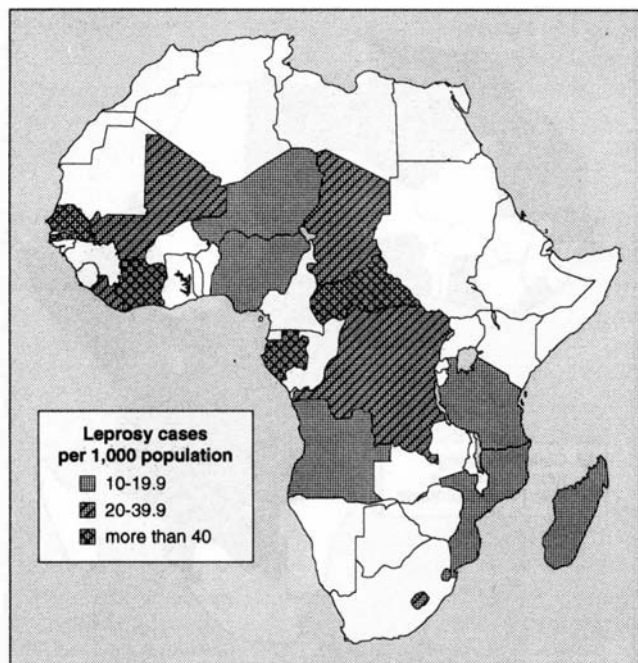 Leprosy cases
per 1,000 population
10-19.9
20-39.9
more than 40